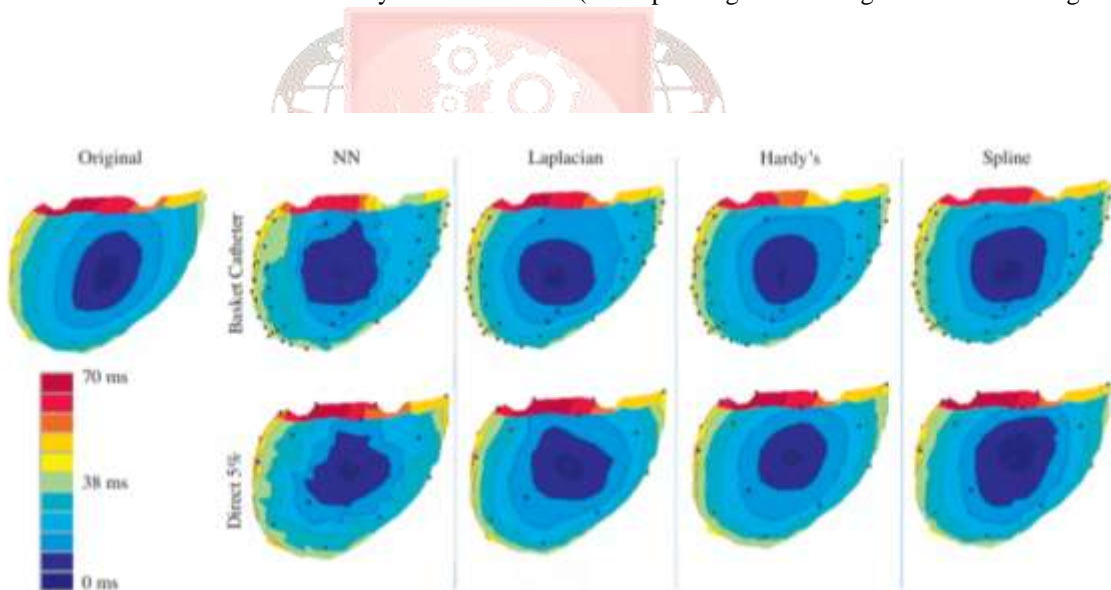 Original NN Laplacian Hardy's Spline
Basket Catheter
70 ms
38 ms
0 ms
Direct 5%